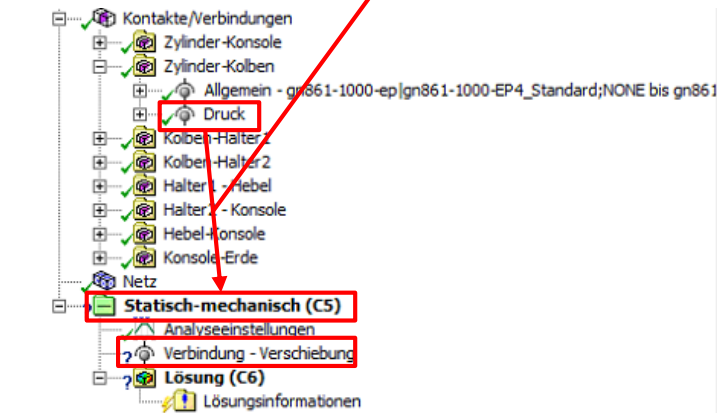 Kontakte/Verbindungen
Zylinder-Konsole
Zylinder-Kolben
Allgemein - gn861-1000-ep|gn861-1000-EP4_Standard;NONE bis gn861
Druck
Kolben-Halter1
Kolben-Halter2
Halter1 - Hebel
Halter2 - Konsole
Hebel-Konsole
Konsole-Erde
Netz
Statisch-mechanisch (C5)
Analyseeinstellungen
Verbindung - Verschiebung
Lösung (C6)
Lösungsinformationen